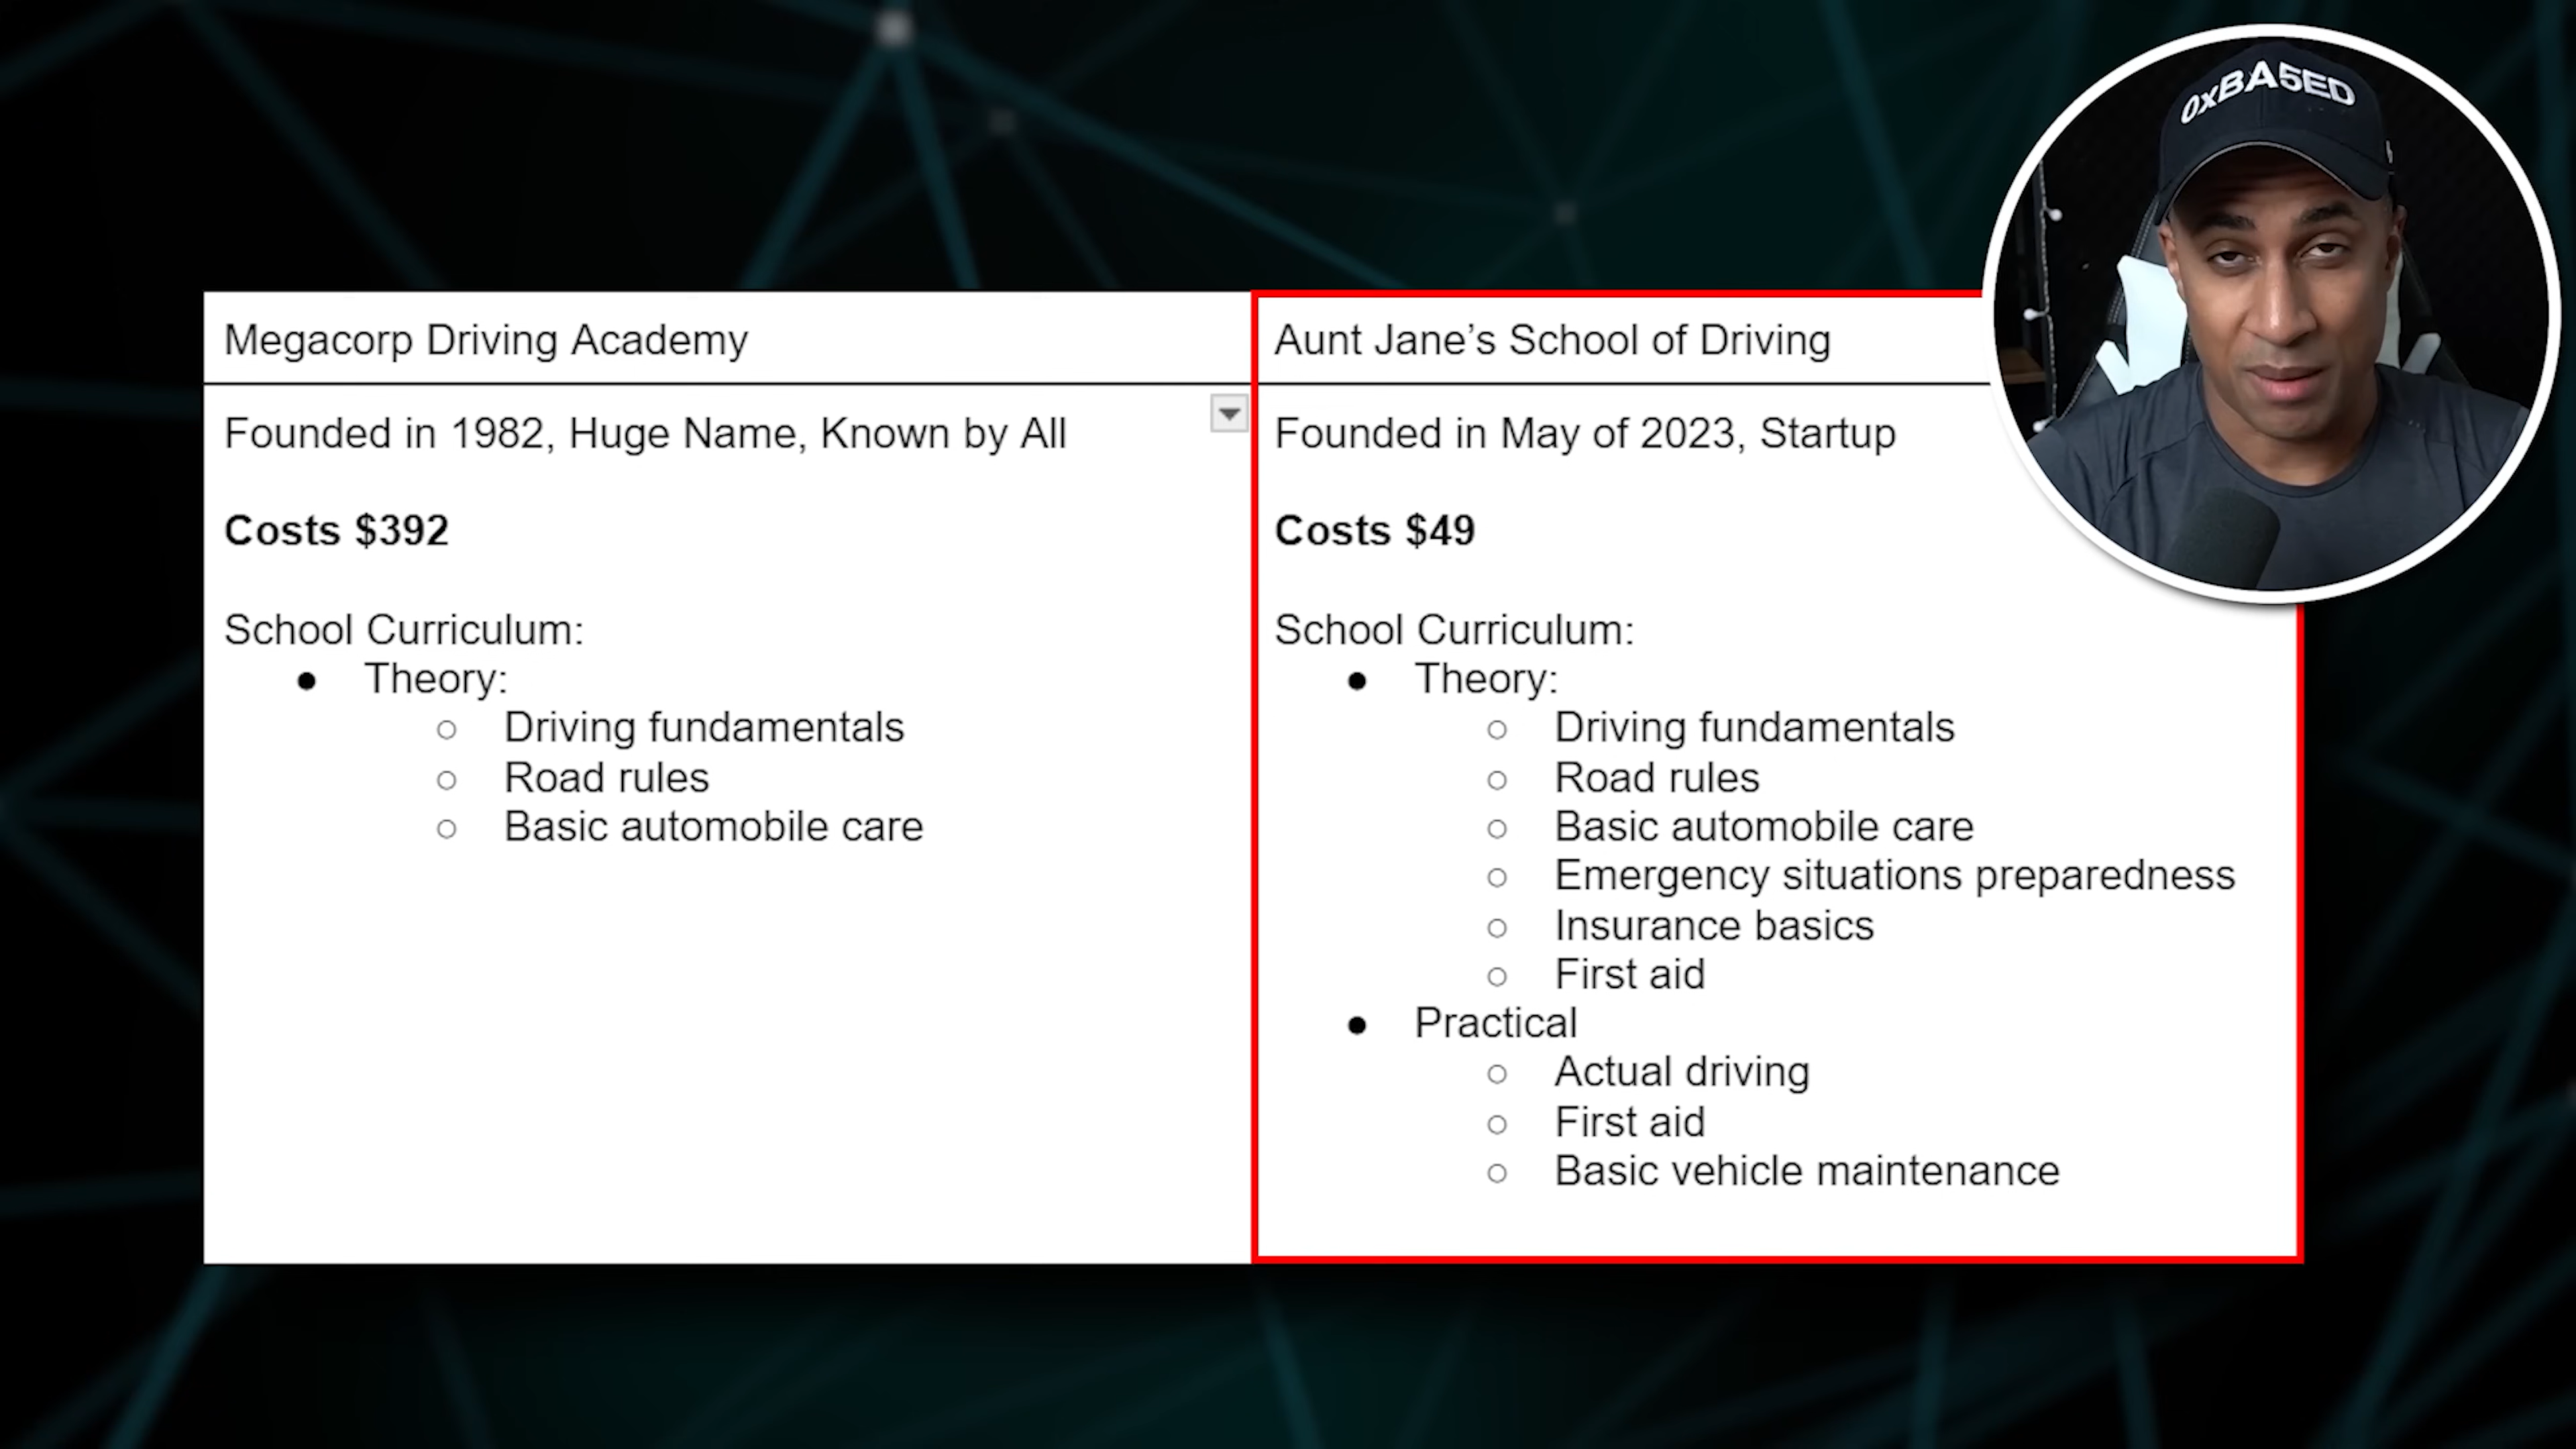 0xBA5ED
Megacorp Driving Academy
Founded in 1982, Huge Name, Known by All
Costs $392
School Curriculum:
● Theory:
○ Driving fundamentals
○ Road rules
○ Basic automobile care
Aunt Jane’s School of Driving
Founded in May of 2023, Startup
Costs $49
School Curriculum:
● Theory:
○ Driving fundamentals
○ Road rules
○ Basic automobile care
○ Emergency situations preparedness
○ Insurance basics
○ First aid
● Practical
○ Actual driving
○ First aid
○ Basic vehicle maintenance